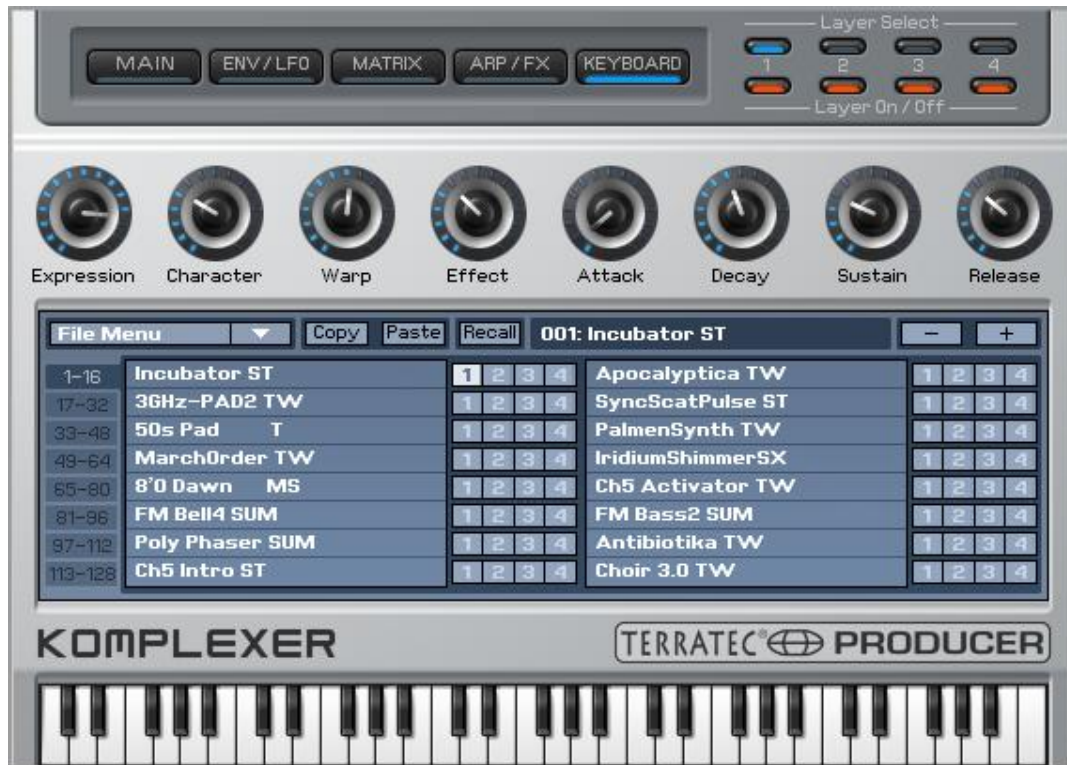 Layer Select
MAIN ENV/LFO MATRIX ARP/FX KEYBOARD
1 2 3 4
Layer On/Off
Expression Character Warp Effect Attack Decay Sustain Release
File Menu Copy Paste Recall 001: Incubator ST - +
1-16 Incubator ST 1 2 3 4 Apocalyptica TW 1 2 3 4
17-32 3GHz-PAD2 TW 1 2 3 4 SyncScatPulse ST 1 2 3 4
33-48 50s Pad T 1 2 3 4 PalmenSynth TW 1 2 3 4
49-64 MarchOrder TW 1 2 3 4 IridiumShimmerSX 1 2 3 4
65-80 8'0 Dawn MS 1 2 3 4 Ch5 Activator TW 1 2 3 4
81-96 FM Bell4 SUM 1 2 3 4 FM Bass2 SUM 1 2 3 4
97-112 Poly Phaser SUM 1 2 3 4 Antibiotika TW 1 2 3 4
113-128 Ch5 Intro ST 1 2 3 4 Choir 3.0 TW 1 2 3 4
KOMPLEXER TERRATEC® PRODUCER